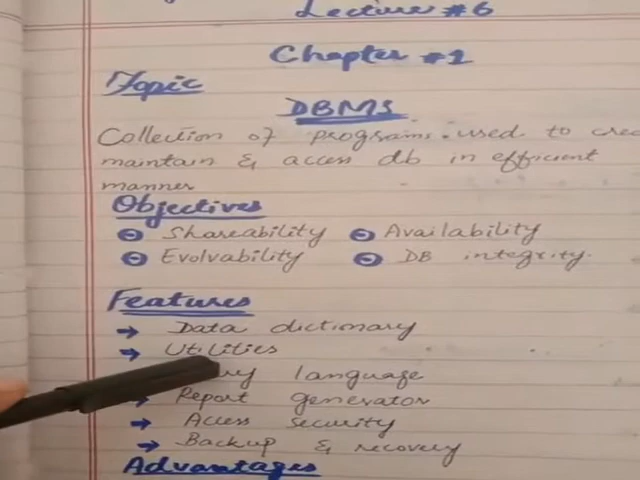 Lecture #6
Chapter #1
Topic
DBMS
Collection of programs used to crea
maintain & access db in efficient
manner
Objectives
Shareability Availability
Evolvability DB integrity.
Features
→ Data dictionary
→ Utilities
language
→ Report generator
→ Access security
→ Backup & recovery
Advantages